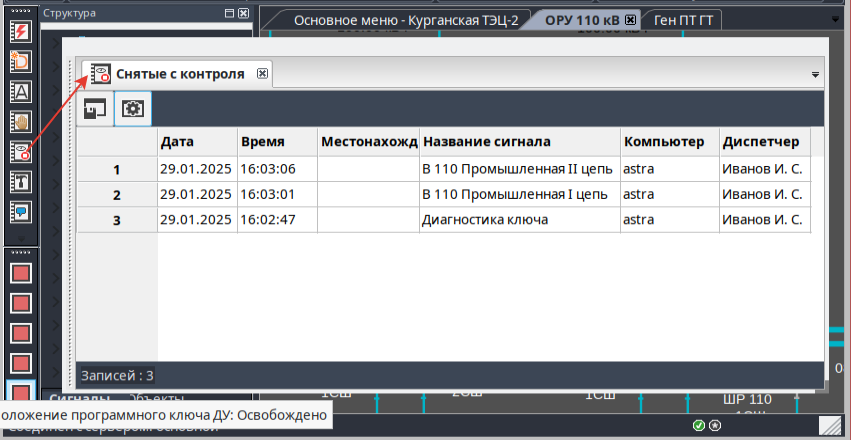 Структура
Основное меню - Курганская ТЭЦ-2
ОРУ 110 кВ
Ген ПТ ГТ
Снятые с контроля
Дата Время Местонахожд Название сигнала Компьютер Диспетчер
1 29.01.2025 16:03:06 В 110 Промышленная II цепь astra Иванов И. С.
2 29.01.2025 16:03:01 В 110 Промышленная I цепь astra Иванов И. С.
3 29.01.2025 16:02:47 Диагностика ключа astra Иванов И. С.
Записей : 3
1СШ 2СШ 1СШ ШР 110
оложение программного ключа ДУ: Освобождено